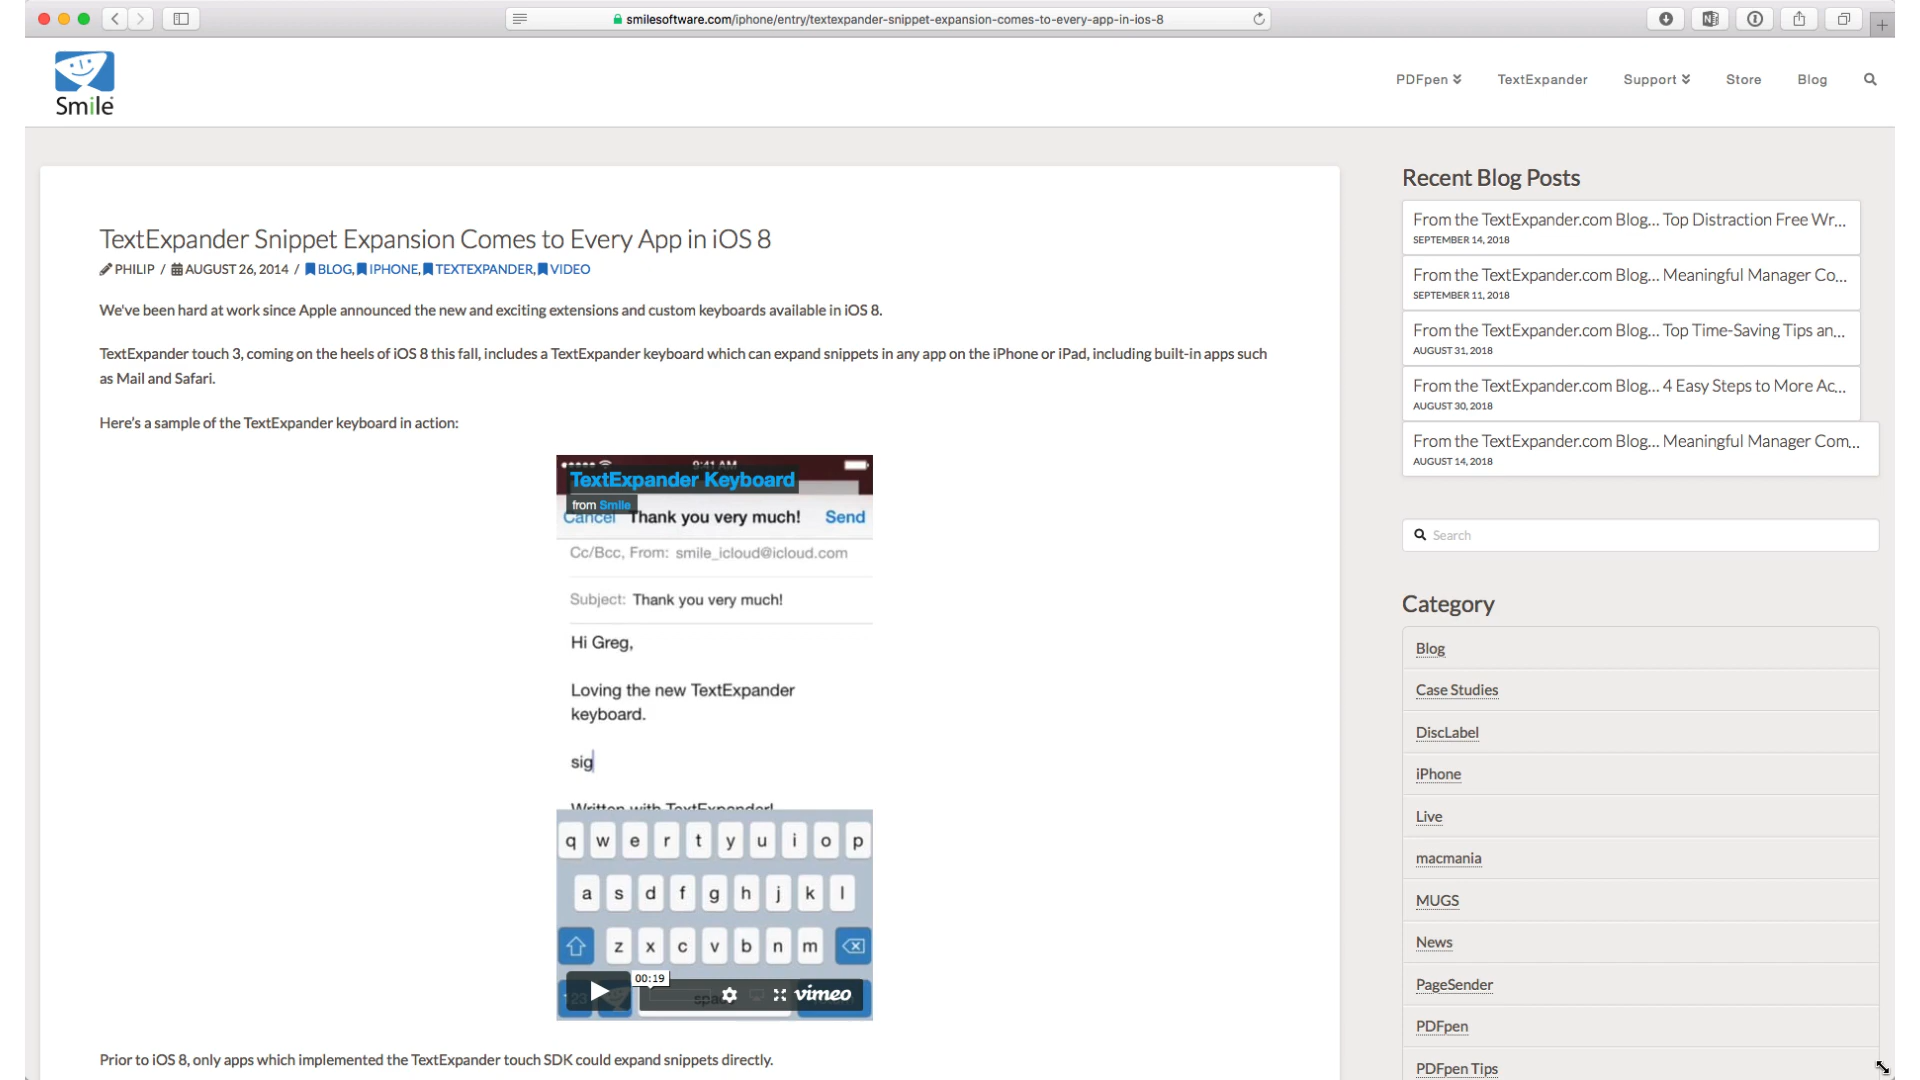 smilesoftware.com/iphone/entry/textexpander-snippet-expansion-comes-to-every-app-in-ios-8
Smile
PDFpen
TextExpander
Support
Store
Blog
TextExpander Snippet Expansion Comes to Every App in iOS 8
PHILIP / AUGUST 26, 2014 / BLOG, IPHONE, TEXTEXPANDER, VIDEO
We've been hard at work since Apple announced the new and exciting extensions and custom keyboards available in iOS 8.
TextExpander touch 3, coming on the heels of iOS 8 this fall, includes a TextExpander keyboard which can expand snippets in any app on the iPhone or iPad, including built-in apps such
as Mail and Safari.
Here's a sample of the TextExpander keyboard in action:
9:41 AM
TextExpander Keyboard
from Smile
Cancel Thank you very much! Send
Cc/Bcc, From: smile_icloud@icloud.com
Subject: Thank you very much!
Hi Greg,
Loving the new TextExpander
keyboard.
sig
Written with TextExpander!
q w e r t y u i o p
a s d f g h j k l
z x c v b n m
00:19
123
vimeo
Prior to iOS 8, only apps which implemented the TextExpander touch SDK could expand snippets directly.
Recent Blog Posts
From the TextExpander.com Blog... Top Distraction Free Wr...
SEPTEMBER 14, 2018
From the TextExpander.com Blog... Meaningful Manager Co...
SEPTEMBER 11, 2018
From the TextExpander.com Blog... Top Time-Saving Tips an...
AUGUST 31, 2018
From the TextExpander.com Blog... 4 Easy Steps to More Ac...
AUGUST 30, 2018
From the TextExpander.com Blog... Meaningful Manager Com...
AUGUST 14, 2018
Search
Category
Blog
Case Studies
DiscLabel
iPhone
Live
macmania
MUGS
News
PageSender
PDFpen
PDFpen Tips